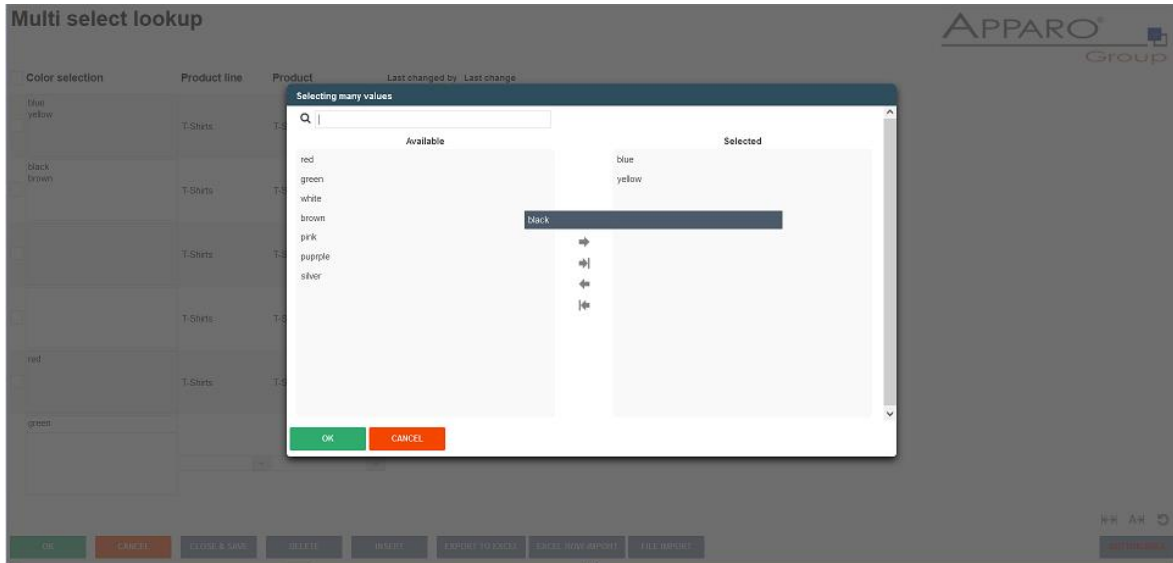 Multi select lookup
APPARO
Group
Color selection Product line Product Last changed by Last change
Selecting many values
blue
yellow
T-Shirts
Available Selected
red
green
white
brown
pink
puprple
silver
blue
yellow
black
black
brown
T-Shirts
T-Shirts
T-Shirts
red
T-Shirts
green
OK CANCEL
OK CANCEL CLOSE & SAVE DELETE INSERT EXPORT TO EXCEL EXCEL ROW IMPORT FILE IMPORT